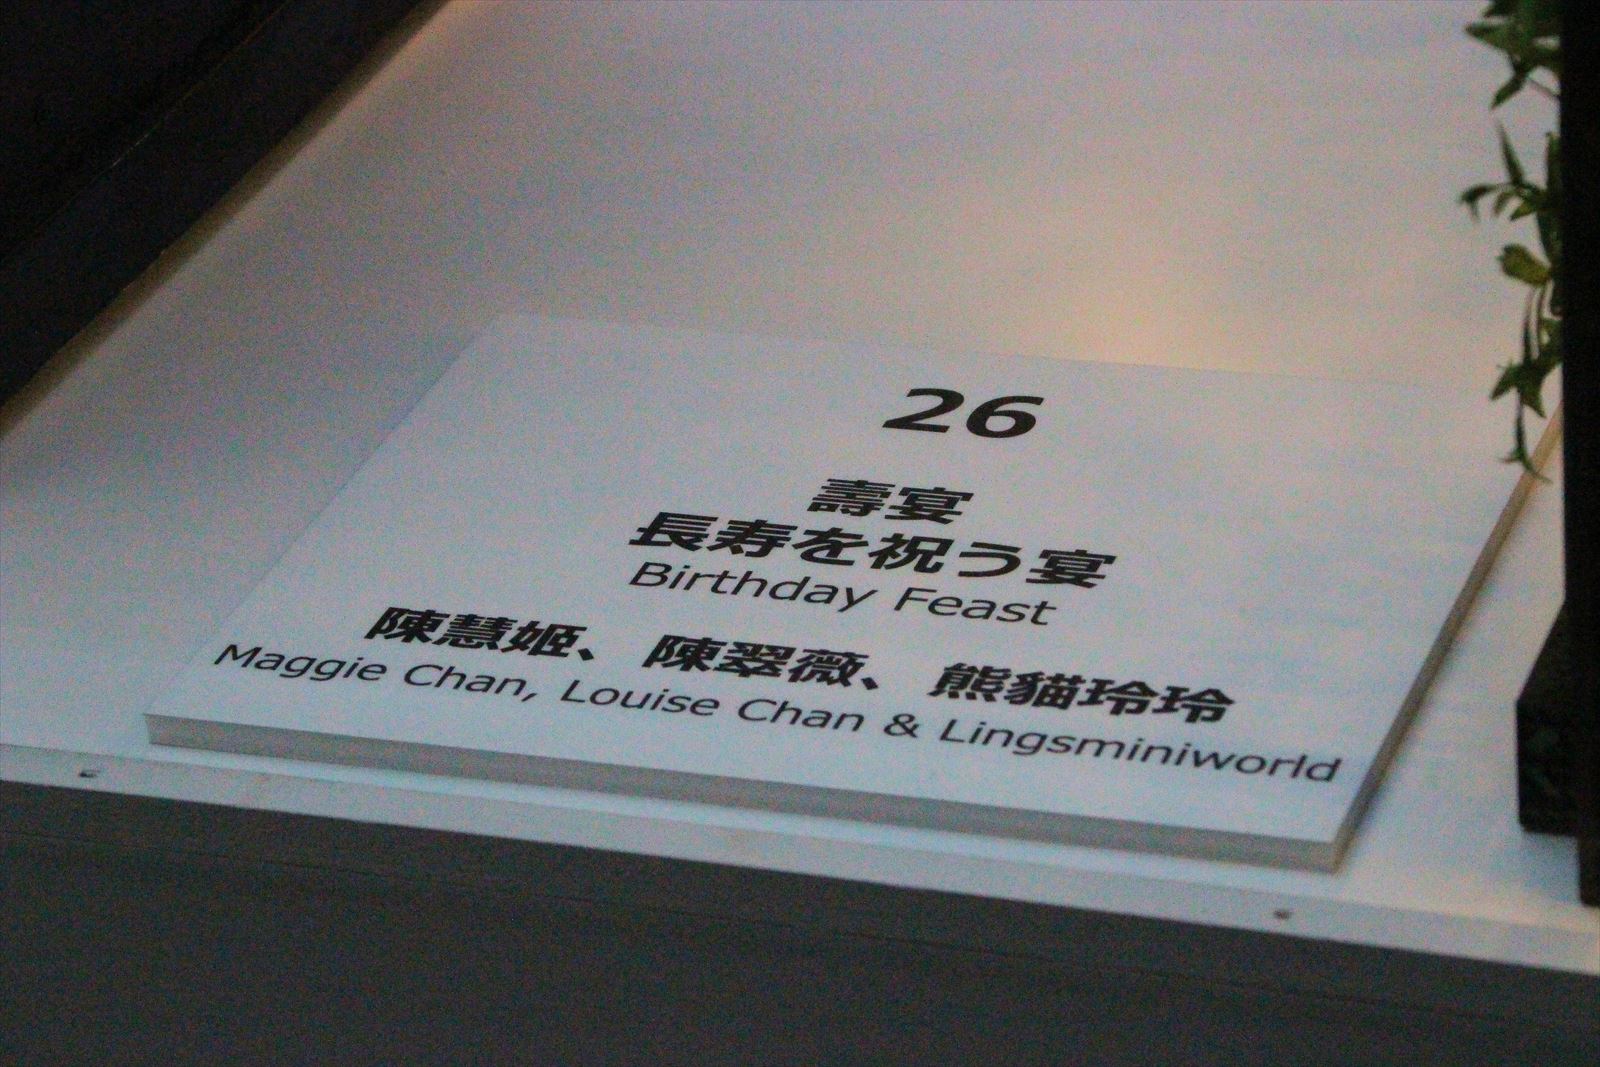 26
壽宴
長寿を祝う宴
Birthday Feast
陳慧姬、陳翠薇、熊貓玲玲
Maggie Chan, Louise Chan & Lingsminiworld